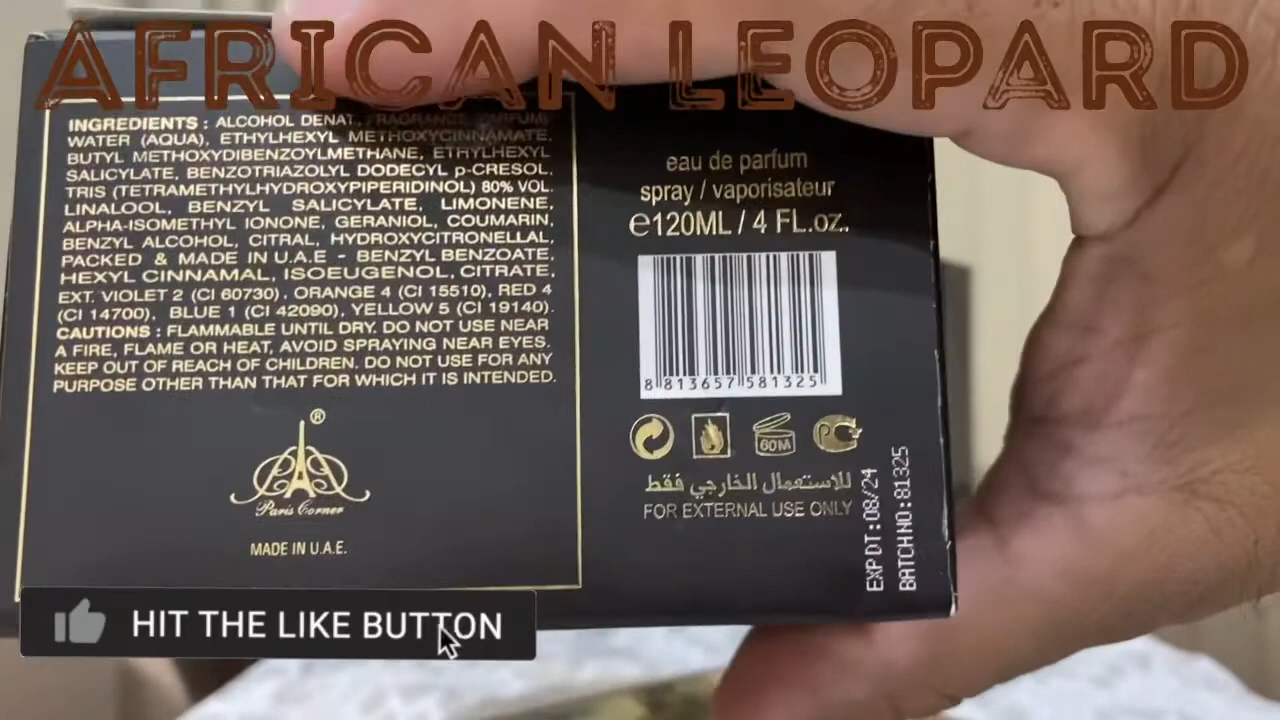 AFRICAN LEOPARD
INGREDIENTS : ALCOHOL DENAT, FRAGRANCE (PARFUM)
WATER (AQUA), ETHYLHEXYL METHOXYCINNAMATE,
BUTYL METHOXYDIBENZOYLMETHANE, ETHYLHEXYL
SALICYLATE, BENZOTRIAZOLYL DODECYL p-CRESOL,
TRIS (TETRAMETHYLHYDROXYPIPERIDINOL) 80% VOL.
LINALOOL, BENZYL SALICYLATE, LIMONENE,
ALPHA-ISOMETHYL IONONE, GERANIOL, COUMARIN,
BENZYL ALCOHOL, CITRAL, HYDROXYCITRONELLAL,
PACKED & MADE IN U.A.E - BENZYL BENZOATE,
HEXYL CINNAMAL, ISOEUGENOL, CITRATE,
EXT. VIOLET 2 (CI 60730), ORANGE 4 (CI 15510), RED 4
(CI 14700), BLUE 1 (CI 42090), YELLOW 5 (CI 19140).
CAUTIONS : FLAMMABLE UNTIL DRY. DO NOT USE NEAR
A FIRE, FLAME OR HEAT, AVOID SPRAYING NEAR EYES.
KEEP OUT OF REACH OF CHILDREN. DO NOT USE FOR ANY
PURPOSE OTHER THAN THAT FOR WHICH IT IS INTENDED.
®
Paris Corner
MADE IN U.A.E.
eau de parfum
spray / vaporisateur
℮120ML / 4 FL.oz.
8 813657 581325
60M
للاستعمال الخارجي فقط
FOR EXTERNAL USE ONLY
EXP DT:08/24
BATCH NO:81325
HIT THE LIKE BUTTON